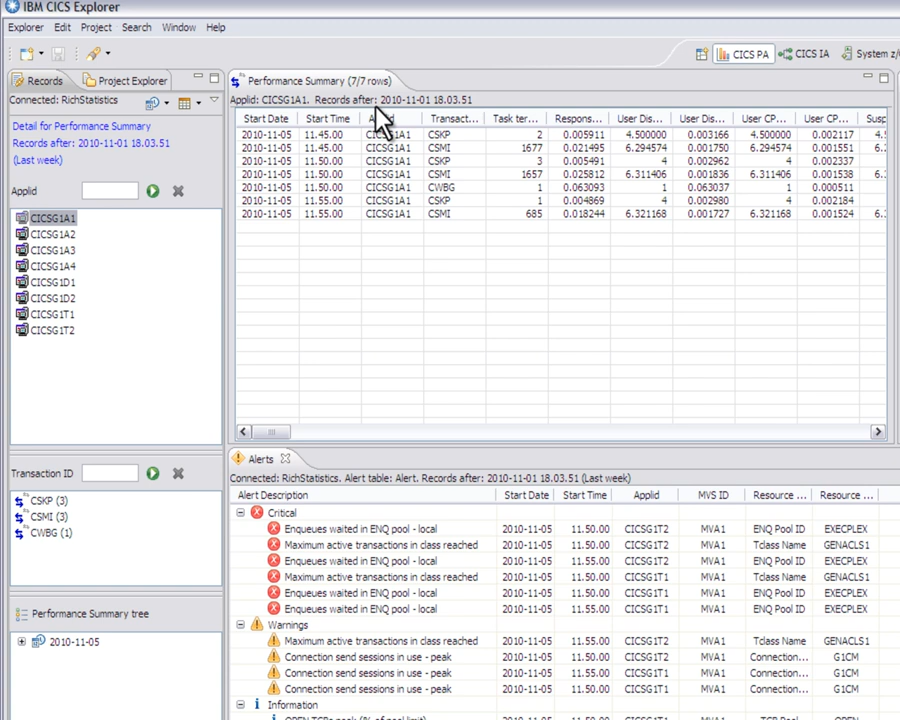 IBM CICS Explorer
Explorer Edit Project Search Window Help
CICS PA CICS IA System z/
Records Project Explorer
Connected: RichStatistics
Detail for Performance Summary
Records after: 2010-11-01 18.03.51
(Last week)
Applid
CICSG1A1
CICSG1A2
CICSG1A3
CICSG1A4
CICSG1D1
CICSG1D2
CICSG1T1
CICSG1T2
Transaction ID
CSKP (3)
CSMI (3)
CWBG (1)
Performance Summary tree
2010-11-05
Performance Summary (7/7 rows)
Applid: CICSG1A1. Records after: 2010-11-01 18.03.51
Start Date Start Time Transact... Task ter... Respons... User Dis... User Dis... User CP... User CP... Susp
2010-11-05 11.45.00 CICSG1A1 CSKP 2 0.005911 4.500000 0.003166 4.500000 0.002117 4.
2010-11-05 11.45.00 CICSG1A1 CSMI 1677 0.021495 6.294574 0.001750 6.294574 0.001551 6.
2010-11-05 11.50.00 CICSG1A1 CSKP 3 0.005491 4 0.002962 4 0.002337
2010-11-05 11.50.00 CICSG1A1 CSMI 1657 0.025812 6.311406 0.001836 6.311406 0.001538 6.
2010-11-05 11.50.00 CICSG1A1 CWBG 1 0.063093 1 0.063037 1 0.000511
2010-11-05 11.55.00 CICSG1A1 CSKP 1 0.004869 4 0.002980 4 0.002184
2010-11-05 11.55.00 CICSG1A1 CSMI 685 0.018244 6.321168 0.001727 6.321168 0.001524 6.
Alerts
Connected: RichStatistics. Alert table: Alert. Records after: 2010-11-01 18.03.51 (Last week)
Alert Description Start Date Start Time Applid MVS ID Resource ... Resource ...
Critical
Enqueues waited in ENQ pool - local 2010-11-05 11.50.00 CICSG1T2 MVA1 ENQ Pool ID EXECPLEX
Maximum active transactions in class reached 2010-11-05 11.50.00 CICSG1T2 MVA1 Tclass Name GENACLS1
Enqueues waited in ENQ pool - local 2010-11-05 11.55.00 CICSG1T2 MVA1 ENQ Pool ID EXECPLEX
Maximum active transactions in class reached 2010-11-05 11.50.00 CICSG1T1 MVA1 Tclass Name GENACLS1
Enqueues waited in ENQ pool - local 2010-11-05 11.50.00 CICSG1T1 MVA1 ENQ Pool ID EXECPLEX
Enqueues waited in ENQ pool - local 2010-11-05 11.55.00 CICSG1T1 MVA1 ENQ Pool ID EXECPLEX
Warnings
Maximum active transactions in class reached 2010-11-05 11.55.00 CICSG1T2 MVA1 Tclass Name GENACLS1
Connection send sessions in use - peak 2010-11-05 11.50.00 CICSG1T2 MVA1 Connection... G1CM
Connection send sessions in use - peak 2010-11-05 11.55.00 CICSG1T1 MVA1 Connection... G1CM
Connection send sessions in use - peak 2010-11-05 11.50.00 CICSG1T1 MVA1 Connection... G1CM
Information